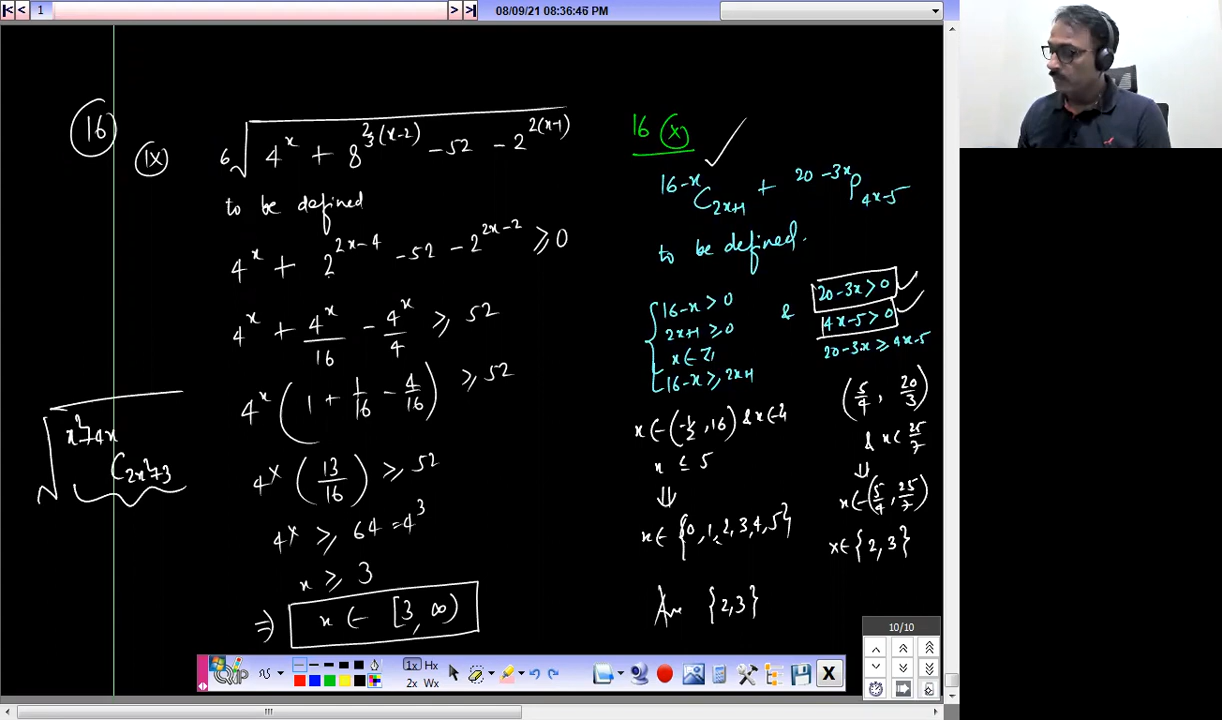 1
08/09/21 08:36:46 PM
16
(ix)
⁶√(4^x + 8^(2/3(x-2)) - 52 - 2^(2(x-1)))
to be defined
4^x + 2^(2x-4) - 52 - 2^(2x-2) ≥ 0
4^x + 4^x/16 - 4^x/4 ≥ 52
4^x (1 + 1/16 - 4/16) ≥ 52
4^x (13/16) ≥ 52
4^x ≥ 64 = 4^3
x ≥ 3
⇒ x ∈ [3, ∞)
16 (x)
^(16-x)C_(2x+1) + ^(20-3x)P_(4x-5)
to be defined.
16-x > 0
2x+1 ≥ 0
x ∈ Z
16-x ≥ 2x+1
x ∈ (-1/2, 16) & x ∈ Z
x ≤ 5
⇓
x ∈ {0, 1, 2, 3, 4, 5}
Ans {2,3}
& 20-3x > 0
4x-5 > 0
20-3x ≥ 4x-5
(5/4, 20/3)
& x < 25/7
⇓
x ∈ (5/4, 25/7)
x ∈ {2, 3}
10/10
1x Hx
2x Wx
X